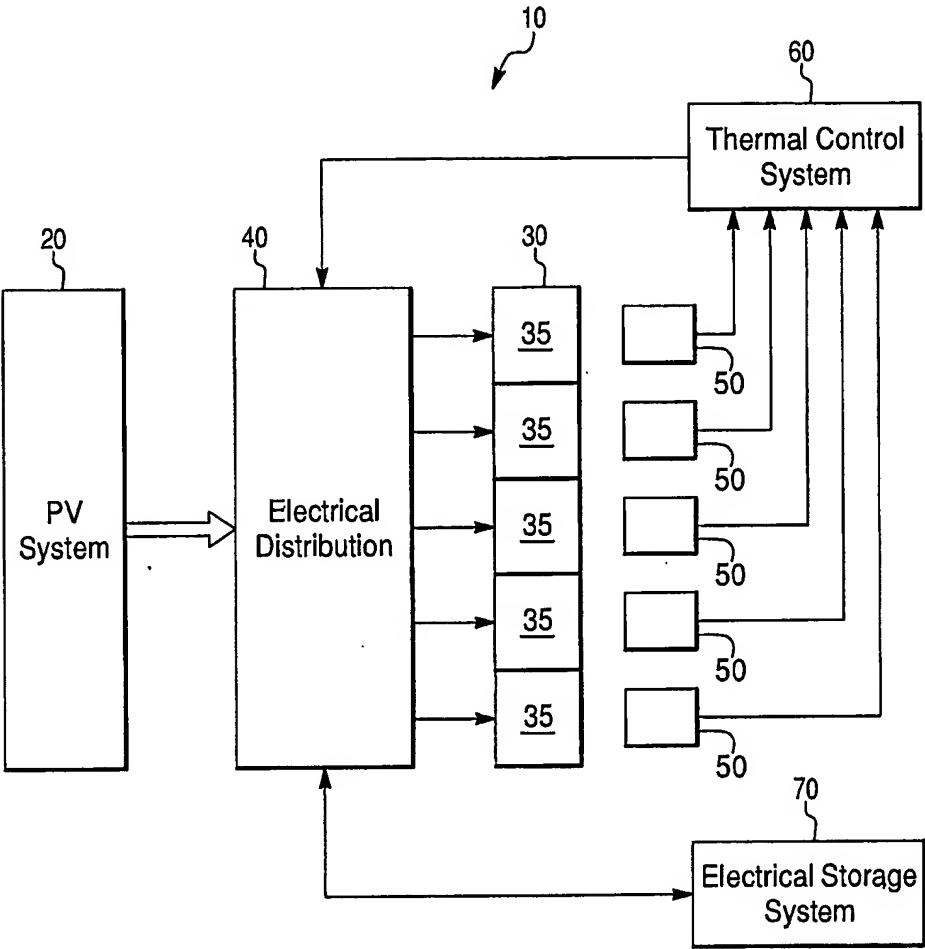 10
60
Thermal Control
System
20
40
30
35
50
35
50
PV
System
Electrical
Distribution
35
50
35
50
35
50
70
Electrical Storage
System